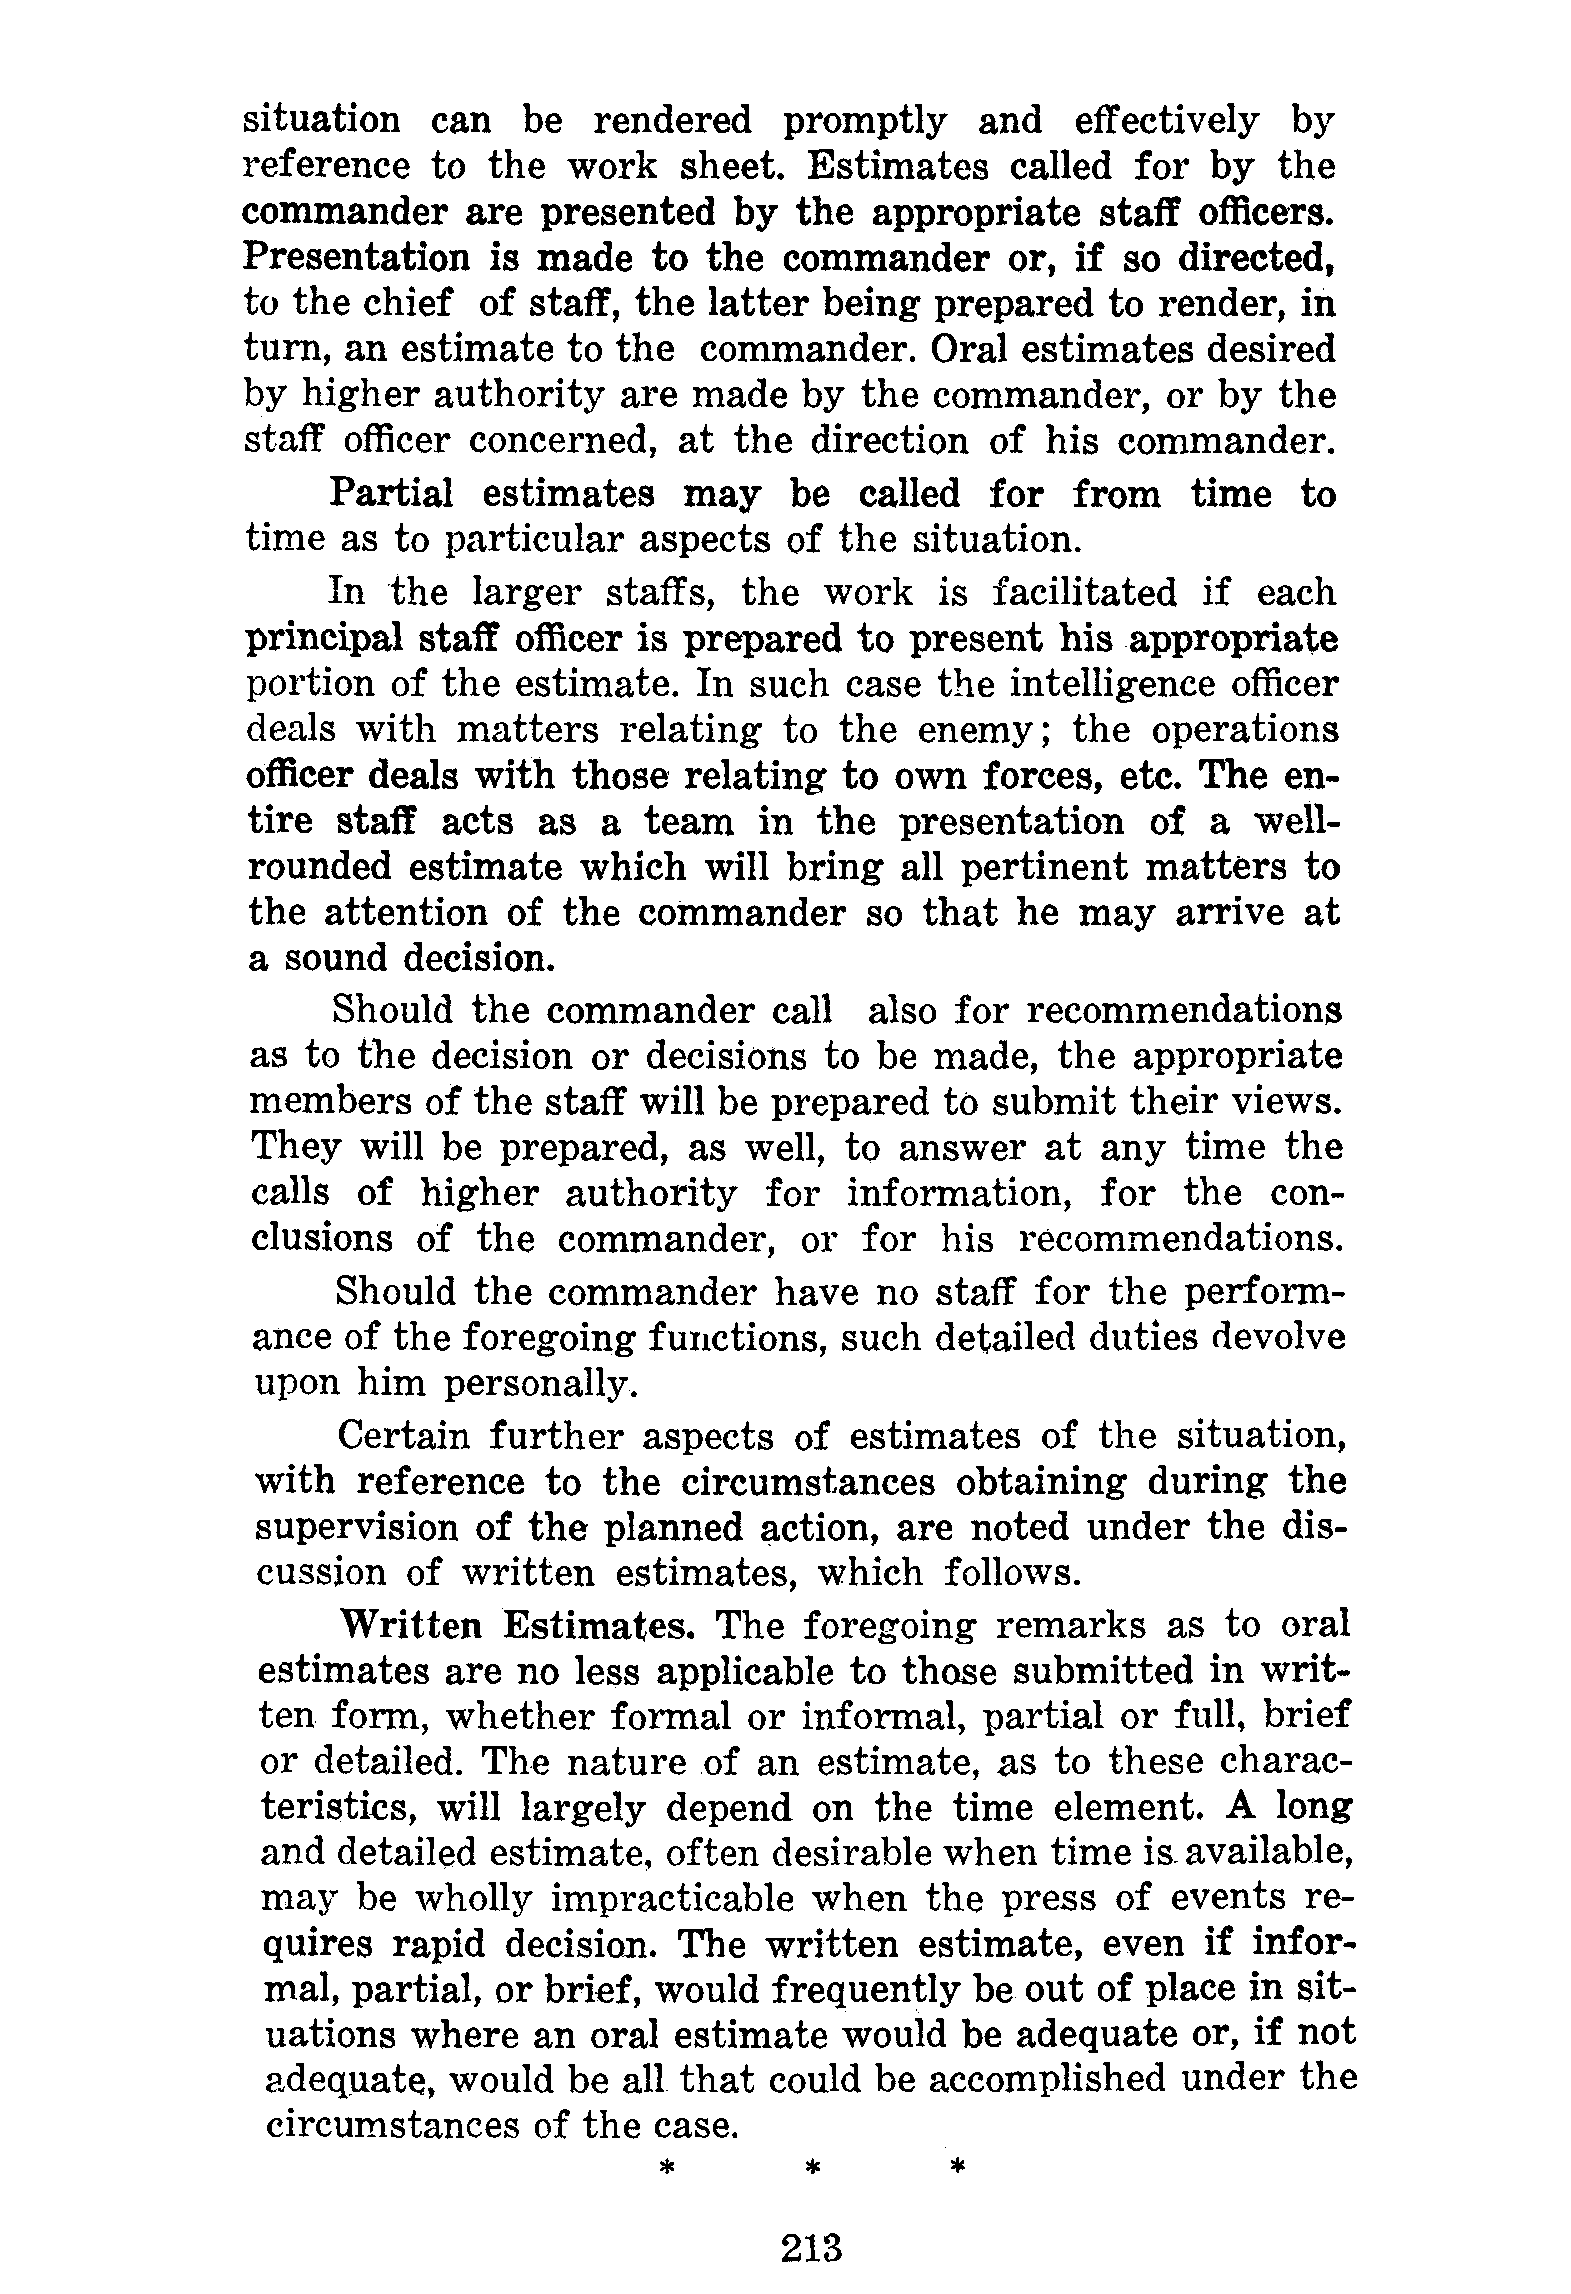 situation can be rendered promptly and effectively by
reference to the work sheet. Estimates called for by the
commander are presented by the appropriate staff officers.
Presentation is made to the commander or, if so directed,
to the chief of staff, the latter being prepared to render, in
turn, an estimate to the commander. Oral estimates desired
by higher authority are made by the commander, or by the
staff officer concerned, at the direction of his commander.
Partial estimates may be called for from time to
time as to particular aspects of the situation.
In the larger staffs, the work is facilitated if each
principal staff officer is prepared to present his appropriate
portion of the estimate. In such case the intelligence officer
deals with matters relating to the enemy; the operations
officer deals with those relating to own forces, etc. The en-
tire staff acts as a team in the presentation of a well-
rounded estimate which will bring all pertinent matters to
the attention of the commander so that he may arrive at
a sound decision.
Should the commander call also for recommendations
as to the decision or decisions to be made, the appropriate
members of the staff will be prepared to submit their views.
They will be prepared, as well, to answer at any time the
calls of higher authority for information, for the con-
clusions of the commander, or for his recommendations.
Should the commander have no staff for the perform-
ance of the foregoing functions, such detailed duties devolve
upon him personally.
Certain further aspects of estimates of the situation,
with reference to the circumstances obtaining during the
supervision of the planned action, are noted under the dis-
cussion of written estimates, which follows.
Written Estimates. The foregoing remarks as to oral
estimates are no less applicable to those submitted in writ-
ten form, whether formal or informal, partial or full, brief
or detailed. The nature of an estimate, as to these charac-
teristics, will largely depend on the time element. A long
and detailed estimate, often desirable when time is available,
may be wholly impracticable when the press of events re-
quires rapid decision. The written estimate, even if infor-
mal, partial, or brief, would frequently be out of place in sit-
uations where an oral estimate would be adequate or, if not
adequate, would be all that could be accomplished under the
circumstances of the case.
* * *
213